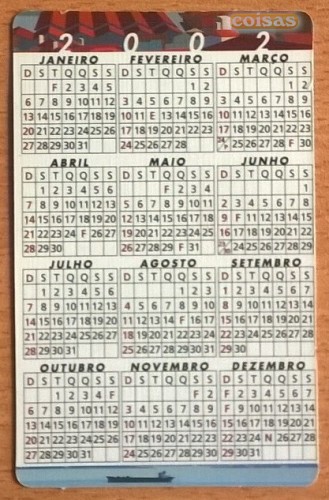 coisas
2 0 0 2
JANEIRO
D S T Q Q S S
F 2 3 4 5
6 7 8 9 10 11 12
13 14 15 16 17 18 19
20 21 22 23 24 25 26
27 28 29 30 31
FEVEREIRO
D S T Q Q S S
1 2
3 4 5 6 7 8 9
10 11 E 13 14 15 16
17 18 19 20 21 22 23
24 25 26 27 28
MARÇO
D S T Q Q S S
1 2
3 4 5 6 7 8 9
10 11 12 13 14 15 16
17 18 19 20 21 22 23
24/31 25 26 27 28 F 30
ABRIL
D S T Q Q S S
1 2 3 4 5 6
7 8 9 10 11 12 13
14 15 16 17 18 19 20
21 22 23 24 F 26 27
28 29 30
MAIO
D S T Q Q S S
F 2 3 4
5 6 7 8 9 10 11
12 13 14 15 16 17 18
19 20 21 22 23 24 25
26 27 28 29 F 31
JUNHO
D S T Q Q S S
1
2 3 4 5 6 7 8
9 F 11 12 13 14 15
16 17 18 19 20 21 22
23/30 24 25 26 27 28 29
JULHO
D S T Q Q S S
1 2 3 4 5 6
7 8 9 10 11 12 13
14 15 16 17 18 19 20
21 22 23 24 25 26 27
28 29 30 31
AGOSTO
D S T Q Q S S
1 2 3
4 5 6 7 8 9 10
11 12 13 14 F 16 17
18 19 20 21 22 23 24
25 26 27 28 29 30 31
SETEMBRO
D S T Q Q S S
1 2 3 4 5 6 7
8 9 10 11 12 13 14
15 16 17 18 19 20 21
22 23 24 25 26 27 28
29 30
OUTUBRO
D S T Q Q S S
1 2 3 4 F
6 7 8 9 10 11 12
13 14 15 16 17 18 19
20 21 22 23 24 25 26
27 28 29 30 31
NOVEMBRO
D S T Q Q S S
F 2
3 4 5 6 7 8 9
10 11 12 13 14 15 16
17 18 19 20 21 22 23
24 25 26 27 28 29 30
DEZEMBRO
D S T Q Q S S
F 2 3 4 5 6 7
F 9 10 11 12 13 14
15 16 17 18 19 20 21
22 23 24 N 26 27 28
29 30 31